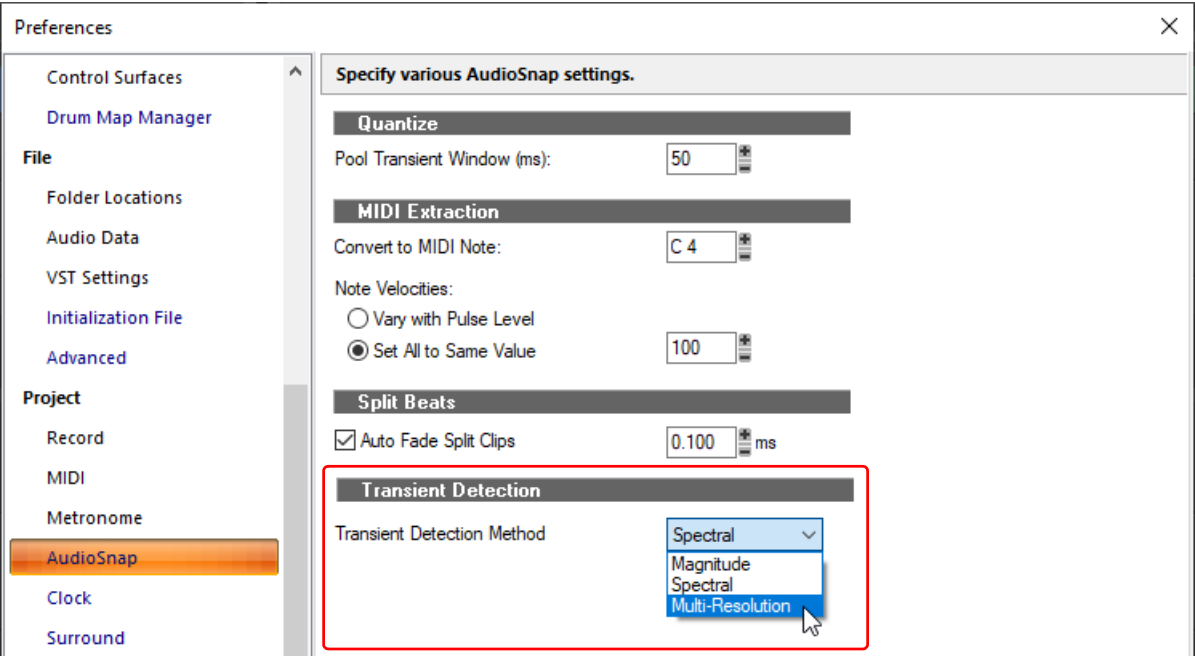 Preferences
Control Surfaces
Drum Map Manager
File
Folder Locations
Audio Data
VST Settings
Initialization File
Advanced
Project
Record
MIDI
Metronome
AudioSnap
Clock
Surround
Specify various AudioSnap settings.
Quantize
Pool Transient Window (ms): 50
MIDI Extraction
Convert to MIDI Note: C 4
Note Velocities:
Vary with Pulse Level
Set All to Same Value 100
Split Beats
Auto Fade Split Clips 0.100 ms
Transient Detection
Transient Detection Method Spectral
Magnitude
Spectral
Multi-Resolution